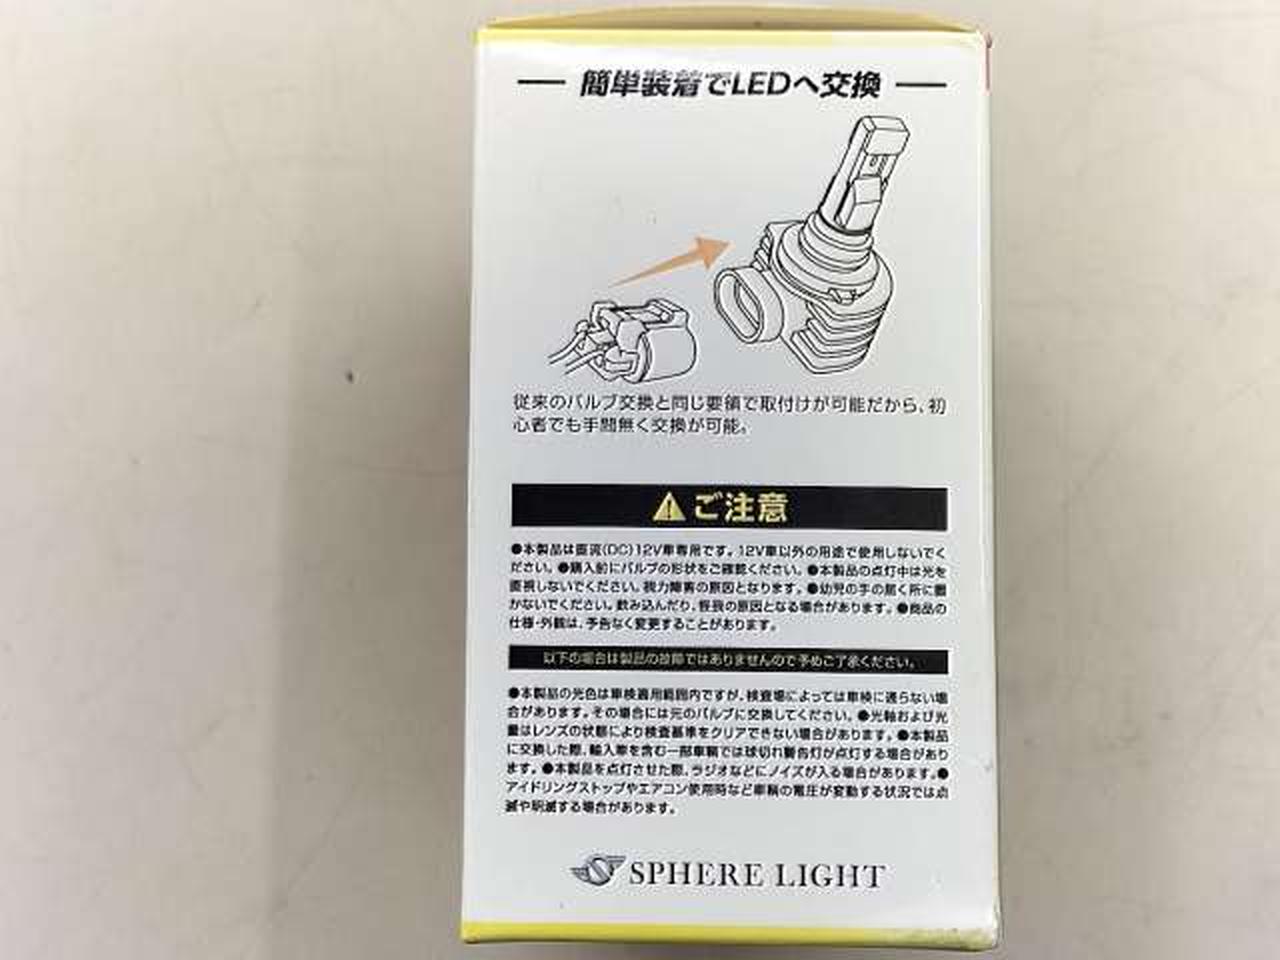 簡単装着でLEDへ交換
従来のバルブ交換と同じ要領で取付けが可能だから、初
心者でも手間無く交換が可能。
⚠ご注意
●本製品は直流(DC)12V車専用です。12V車以外の用途で使用しないでく
ださい。●購入前にバルブの形状をご確認ください。●本製品の点灯中は光を
直視しないでください。視力障害の原因となります。●幼児の手の届く所に置
かないでください。飲み込んだり、怪我の原因となる場合があります。●商品の
仕様・外観は、予告なく変更することがあります。
以下の場合は製品の故障ではありませんので予めご了承ください。
●本製品の光色は車検適用範囲内ですが、検査場によっては車検に通らない場
合があります。その場合には元のバルブに交換してください。●光軸および光
量はレンズの状態により検査基準をクリアできない場合があります。●本製品
に交換した際、輸入車を含む一部車輌では球切れ警告灯が点灯する場合があり
ます。●本製品を点灯させた際、ラジオなどにノイズが入る場合があります。●
アイドリングストップやエアコン使用時など車輌の電圧が変動する状況では点
滅や明滅する場合があります。
SPHERE LIGHT